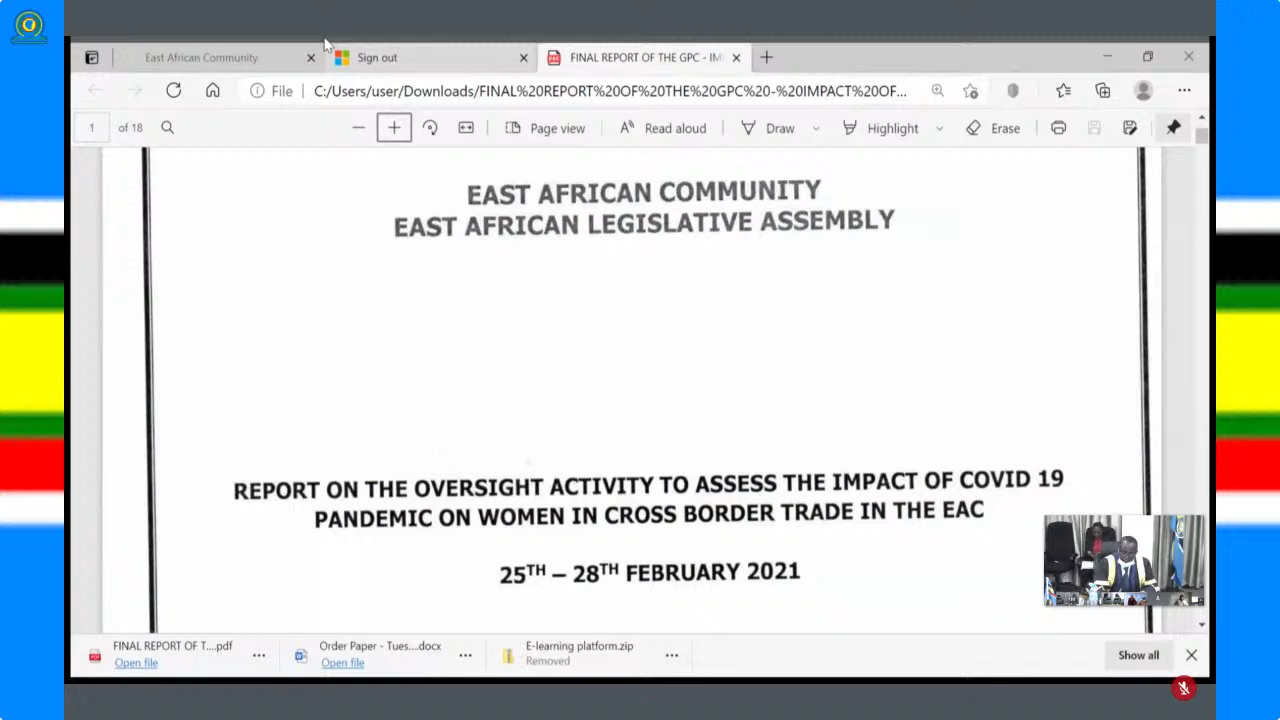 East African Community
Sign out
FINAL REPORT OF THE GPC - IM
File
C:/Users/user/Downloads/FINAL%20REPORT%20OF%20THE%20GPC%20-%20IMPACT%20OF...
1 of 18
Page view
Read aloud
Draw
Highlight
Erase
EAST AFRICAN COMMUNITY
EAST AFRICAN LEGISLATIVE ASSEMBLY
REPORT ON THE OVERSIGHT ACTIVITY TO ASSESS THE IMPACT OF COVID 19
PANDEMIC ON WOMEN IN CROSS BORDER TRADE IN THE EAC
25TH – 28TH FEBRUARY 2021
FINAL REPORT OF T....pdf
Open file
Order Paper - Tues....docx
Open file
E-learning platform.zip
Removed
Show all